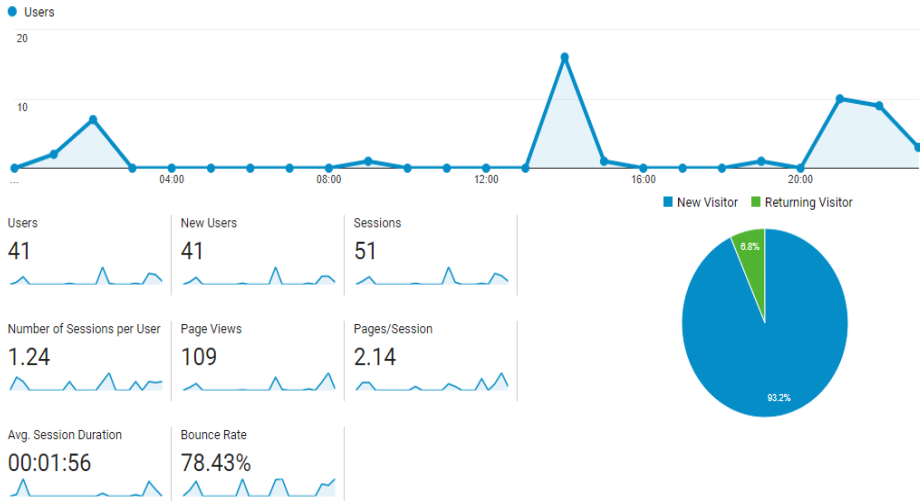 Users
20
10
...
04:00
08:00
12:00
16:00
20:00
New Visitor
Returning Visitor
Users
41
New Users
41
Sessions
51
Number of Sessions per User
1.24
Page Views
109
Pages/Session
2.14
Avg. Session Duration
00:01:56
Bounce Rate
78.43%
6.8%
93.2%